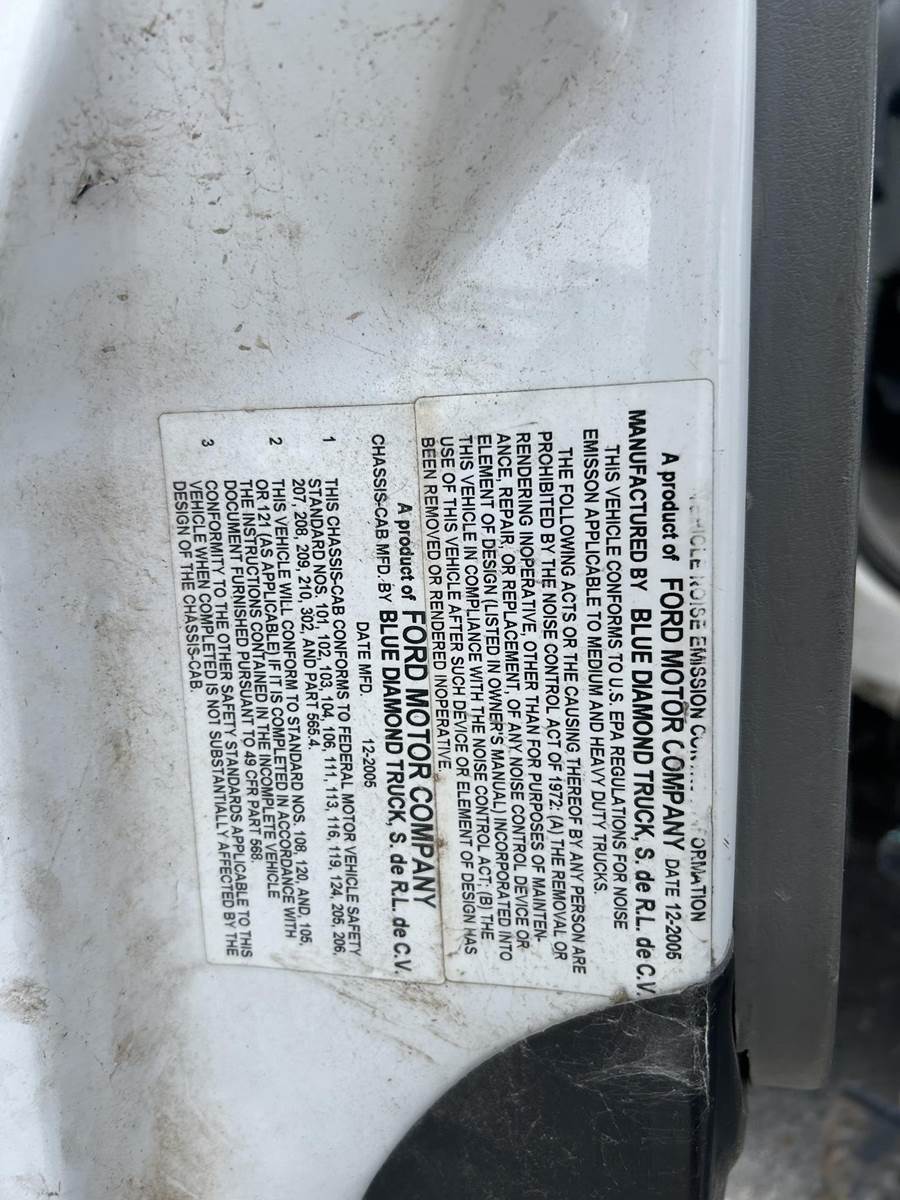 VEHICLE NOISE EMISSION INFORMATION
A product of FORD MOTOR COMPANY DATE 12-2005
MANUFACTURED BY BLUE DIAMOND TRUCK, S. de R.L. de C.V.
THIS VEHICLE CONFORMS TO U.S. EPA REGULATIONS FOR NOISE
EMISSON APPLICABLE TO MEDIUM AND HEAVY DUTY TRUCKS.
THE FOLLOWING ACTS OR THE CAUSING THEREOF BY ANY PERSON ARE
PROHIBITED BY THE NOISE CONTROL ACT OF 1972: (A) THE REMOVAL OR
RENDERING INOPERATIVE, OTHER THAN FOR PURPOSES OF MAINTEN-
ANCE, REPAIR, OR REPLACEMENT, OF ANY NOISE CONTROL DEVICE OR
ELEMENT OF DESIGN (LISTED IN OWNER'S MANUAL) INCORPORATED INTO
THIS VEHICLE IN COMPLIANCE WITH THE NOISE CONTROL ACT: (B) THE
USE OF THIS VEHICLE AFTER SUCH DEVICE OR ELEMENT OF DESIGN HAS
BEEN REMOVED OR RENDERED INOPERATIVE.
A product of FORD MOTOR COMPANY
CHASSIS-CAB MFD. BY BLUE DIAMOND TRUCK, S. de R.L. de C.V.
DATE MFD. 12-2005
1 THIS CHASSIS-CAB CONFORMS TO FEDERAL MOTOR VEHICLE SAFETY
STANDARD NOS. 101, 102, 103, 104, 106, 111, 113, 116, 119, 124, 205, 206,
207, 208, 209, 210, 302, AND PART 565.4.
2 THIS VEHICLE WILL CONFORM TO STANDARD NOS. 108, 120, AND, 105,
OR 121 (AS APPLICABLE) IF IT IS COMPLETED IN ACCORDANCE WITH
THE INSTRUCTIONS CONTAINED IN THE INCOMPLETE VEHICLE
DOCUMENT FURNISHED PURSUANT TO 49 CFR PART 568.
3 CONFORMITY TO THE OTHER SAFETY STANDARDS APPLICABLE TO THIS
VEHICLE WHEN COMPLETED IS NOT SUBSTANTIALLY AFFECTED BY THE
DESIGN OF THE CHASSIS-CAB.